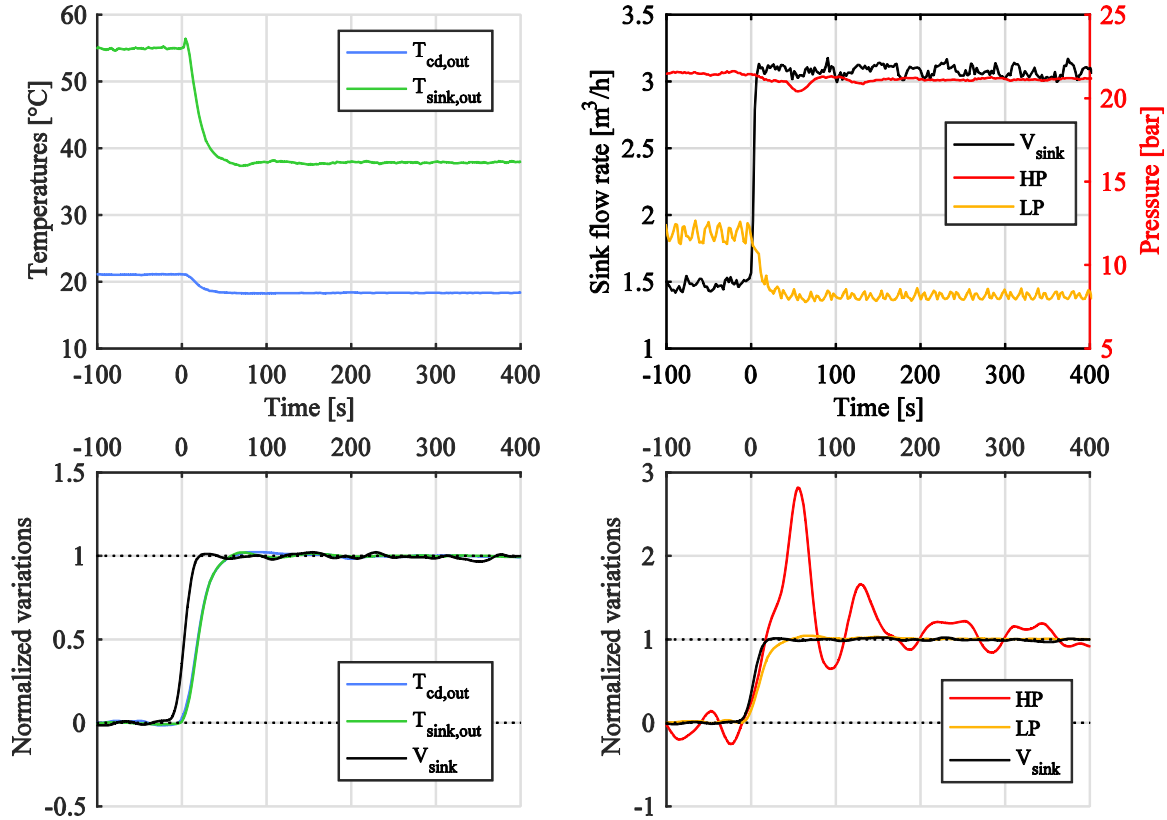 60
50
40
30
20
10
-100 0 100 200 300 400
Time [s]
Temperatures [°C]
T_cd,out
T_sink,out
3.5
3
2.5
2
1.5
1
25
20
15
10
5
-100 0 100 200 300 400
Time [s]
Sink flow rate [m³/h]
Pressure [bar]
V_sink
HP
LP
-100 0 100 200 300 400
1.5
1
0.5
0
-0.5
Normalized variations
T_cd,out
T_sink,out
V_sink
-100 0 100 200 300 400
3
2
1
0
-1
Normalized variations
HP
LP
V_sink